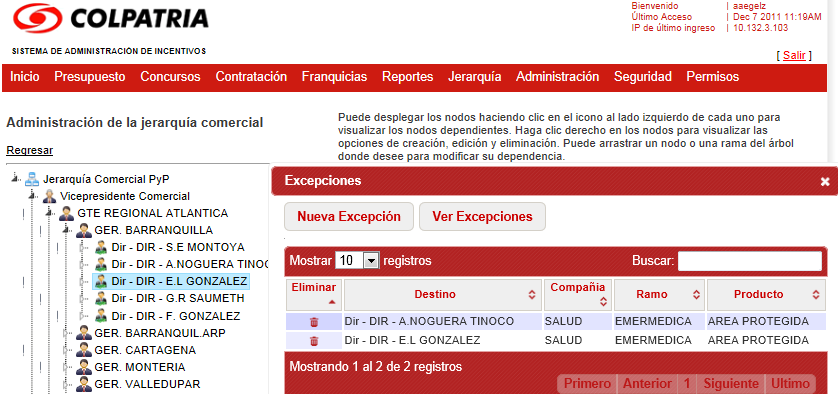 COLPATRIA
SISTEMA DE ADMINISTRACIÓN DE INCENTIVOS
Bienvenido | aaegelz
Último Acceso | Dec 7 2011 11:19AM
IP de último ingreso | 10.132.3.103
[ Salir ]
Inicio Presupuesto Concursos Contratación Franquicias Reportes Jerarquía Administración Seguridad Permisos
Administración de la jerarquía comercial
Regresar
Puede desplegar los nodos haciendo clic en el icono al lado izquierdo de cada uno para
visualizar los nodos dependientes. Haga clic derecho en los nodos para visualizar las
opciones de creación, edición y eliminación. Puede arrastrar un nodo o una rama del árbol
donde desee para modificar su dependencia.
Jerarquía Comercial PyP
Vicepresidente Comercial
GTE REGIONAL ATLANTICA
GER. BARRANQUILLA
Dir - DIR - S.E MONTOYA
Dir - DIR - A.NOGUERA TINOC
Dir - DIR - E.L GONZALEZ
Dir - DIR - G.R SAUMETH
Dir - DIR - F. GONZALEZ
GER. BARRANQUIL.ARP
GER. CARTAGENA
GER. MONTERIA
GER. VALLEDUPAR
Excepciones
Nueva Excepción Ver Excepciones
Mostrar 10 registros Buscar:
Eliminar Destino Compañia Ramo Producto
Dir - DIR - A.NOGUERA TINOCO SALUD EMERMEDICA AREA PROTEGIDA
Dir - DIR - E.L GONZALEZ SALUD EMERMEDICA AREA PROTEGIDA
Mostrando 1 al 2 de 2 registros
Primero Anterior 1 Siguiente Ultimo